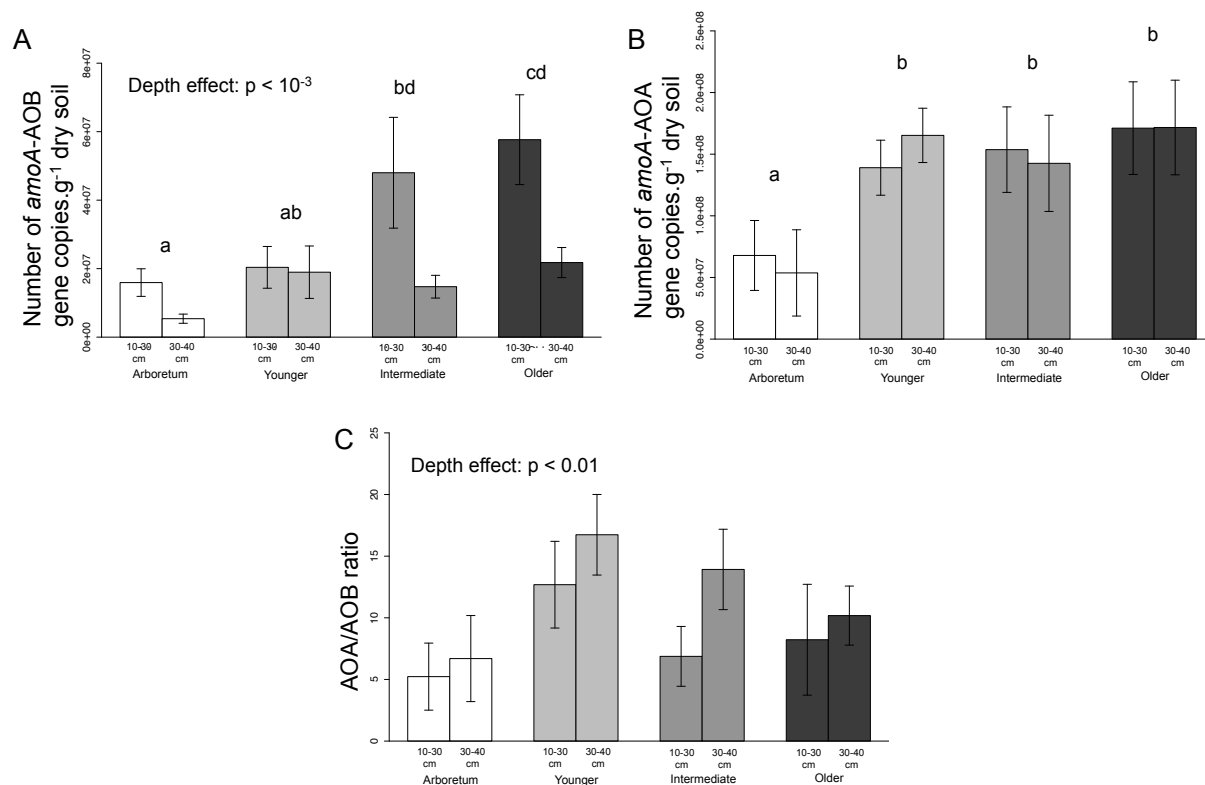 A
Number of amoA-AOB
gene copies.g-1 dry soil
0e+00
2e+07
4e+07
6e+07
8e+07
Depth effect: p < 10-3
a
ab
bd
cd
10-30
cm
30-40
cm
10-30
cm
30-40
cm
10-30
cm
30-40
cm
10-30
cm
30-40
cm
Arboretum
Younger
Intermediate
Older
B
Number of amoA-AOA
gene copies.g-1 dry soil
0.0e+00
5.0e+07
1.0e+08
1.5e+08
2.0e+08
2.5e+08
a
b
b
b
10-30
cm
30-40
cm
10-30
cm
30-40
cm
10-30
cm
30-40
cm
10-30
cm
30-40
cm
Arboretum
Younger
Intermediate
Older
C
AOA/AOB ratio
0
5
10
15
20
25
Depth effect: p < 0.01
10-30
cm
30-40
cm
10-30
cm
30-40
cm
10-30
cm
30-40
cm
10-30
cm
30-40
cm
Arboretum
Younger
Intermediate
Older